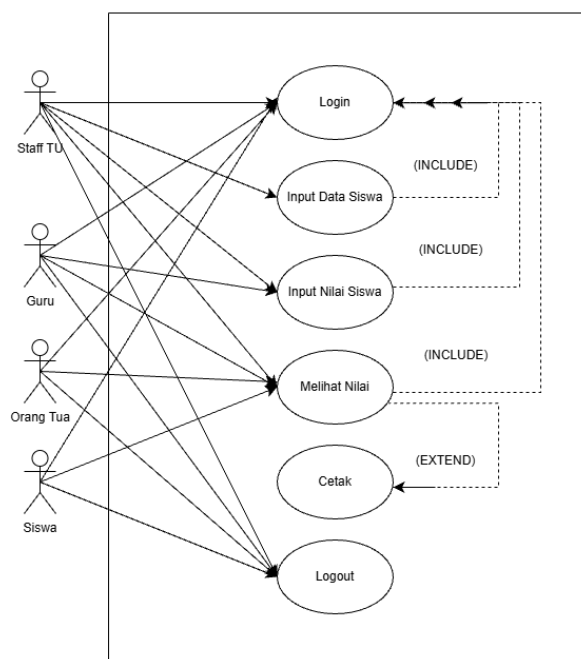 Login
Staff TU
(INCLUDE)
Input Data Siswa
(INCLUDE)
Guru
Input Nilai Siswa
(INCLUDE)
Melihat Nilai
Orang Tua
(EXTEND)
Cetak
Siswa
Logout